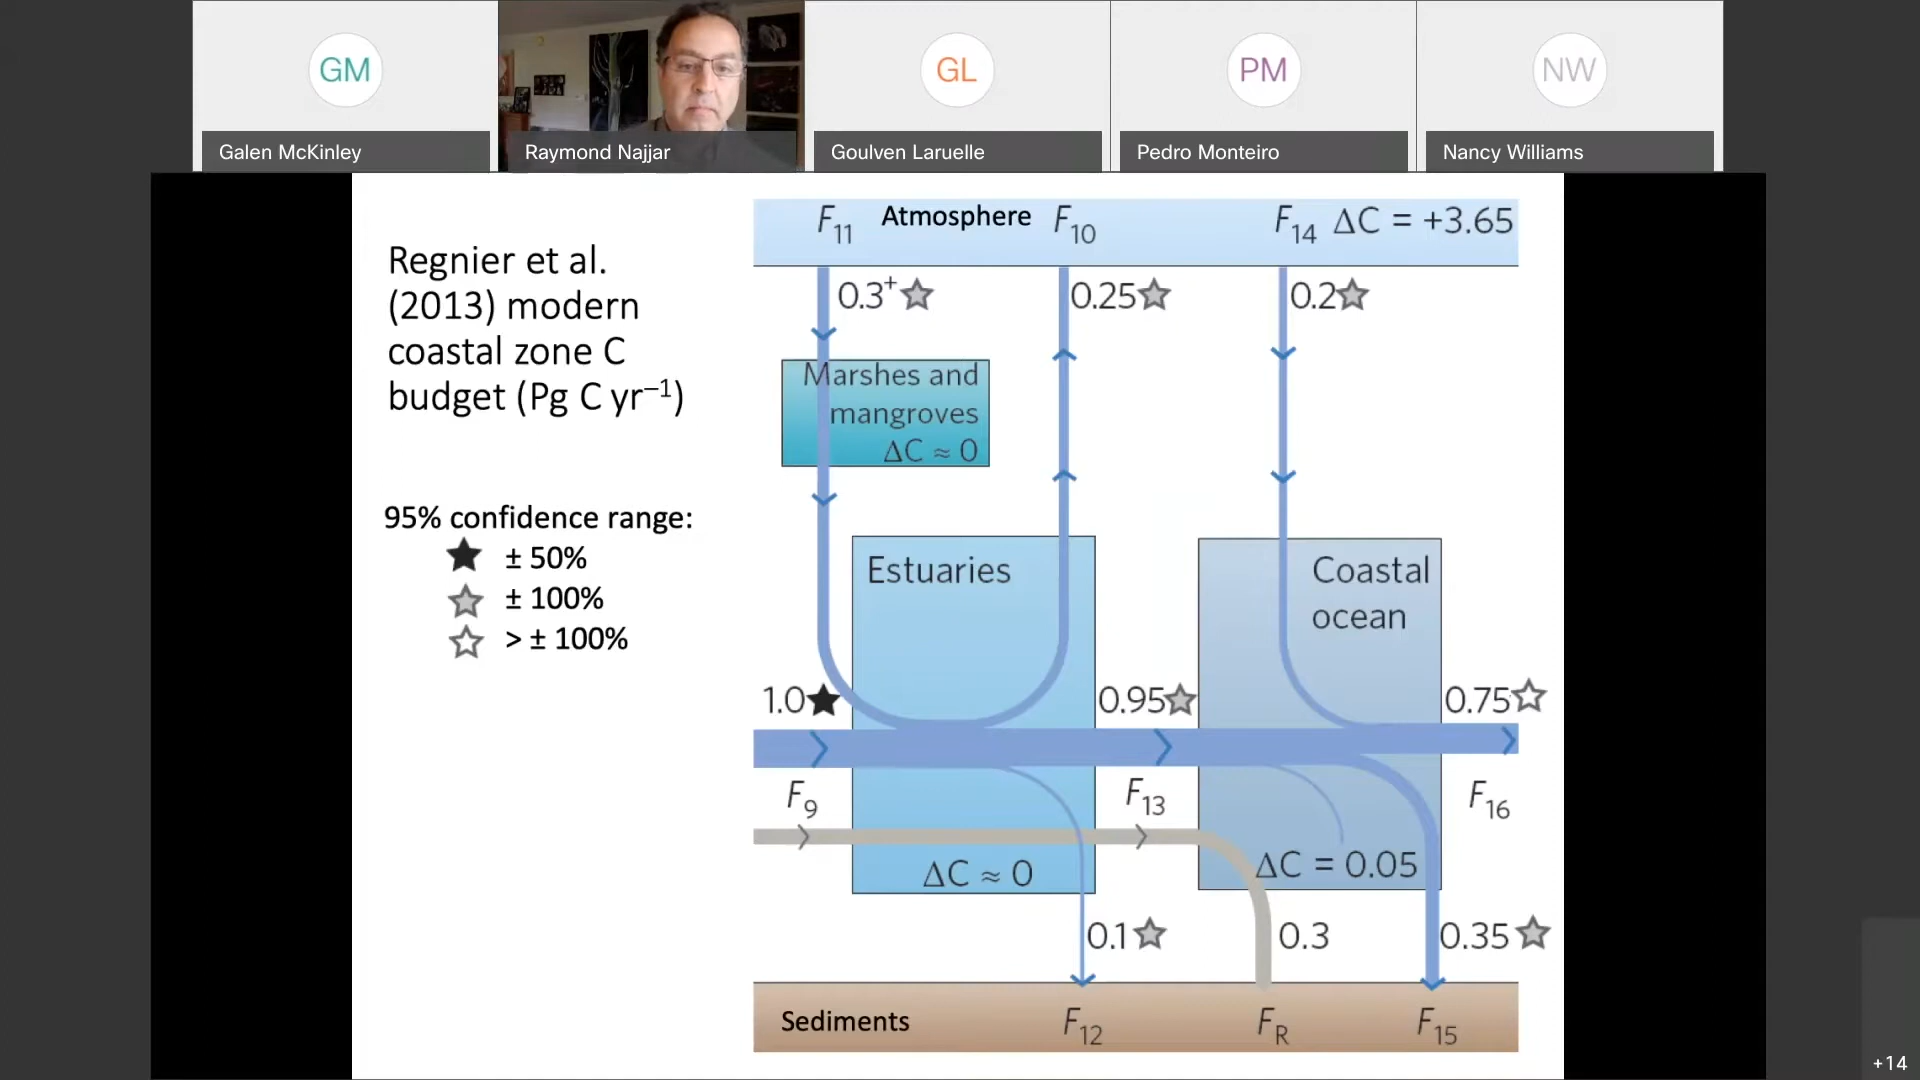 GM
GL
PM
NW
Galen McKinley
Raymond Najjar
Goulven Laruelle
Pedro Monteiro
Nancy Williams
Regnier et al.
(2013) modern
coastal zone C
budget (Pg C yr⁻¹)
95% confidence range:
± 50%
± 100%
> ± 100%
F₁₁ Atmosphere F₁₀ F₁₄ ΔC = +3.65
0.3⁺ 0.25 0.2
Marshes and
mangroves
ΔC ≈ 0
Estuaries
Coastal
ocean
1.0 0.95 0.75
F₉ F₁₃ F₁₆
ΔC ≈ 0 ΔC = 0.05
0.1 0.3 0.35
Sediments F₁₂ F_R F₁₅
+14